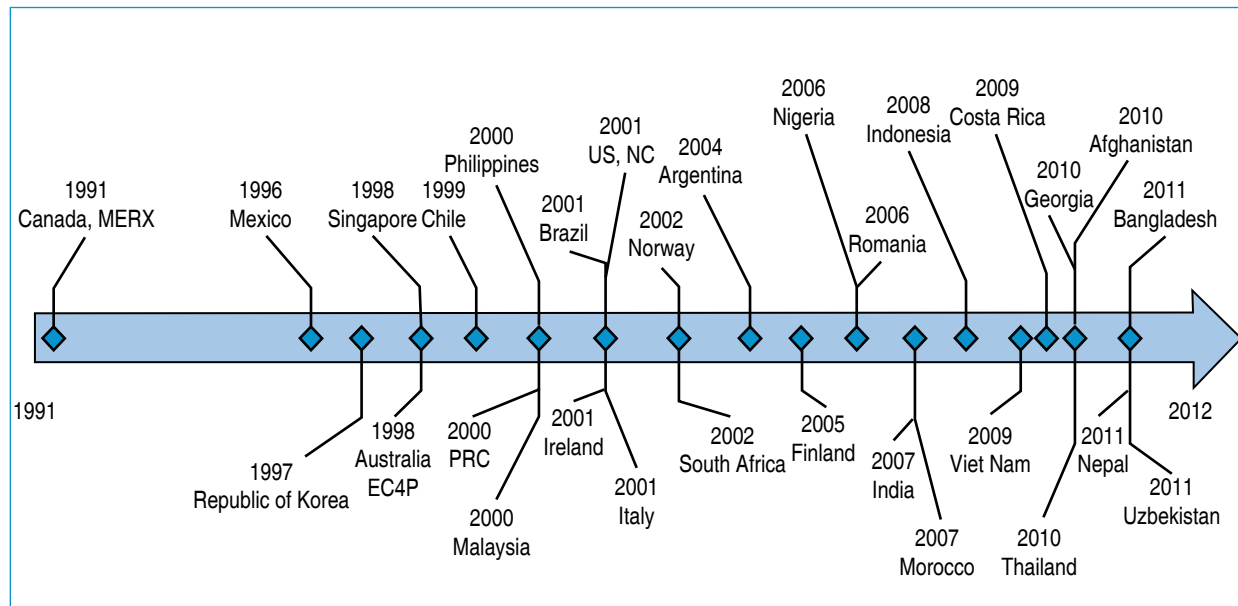 1991
Canada, MERX
1996
Mexico
1998
Singapore
1999
Chile
2000
Philippines
2001
Brazil
2001
US, NC
2002
Norway
2004
Argentina
2006
Nigeria
2006
Romania
2008
Indonesia
2009
Costa Rica
2010
Georgia
2010
Afghanistan
2011
Bangladesh
1991
2012
1997
Republic of Korea
1998
Australia
EC4P
2000
PRC
2000
Malaysia
2001
Ireland
2001
Italy
2002
South Africa
2005
Finland
2007
India
2007
Morocco
2009
Viet Nam
2010
Thailand
2011
Nepal
2011
Uzbekistan